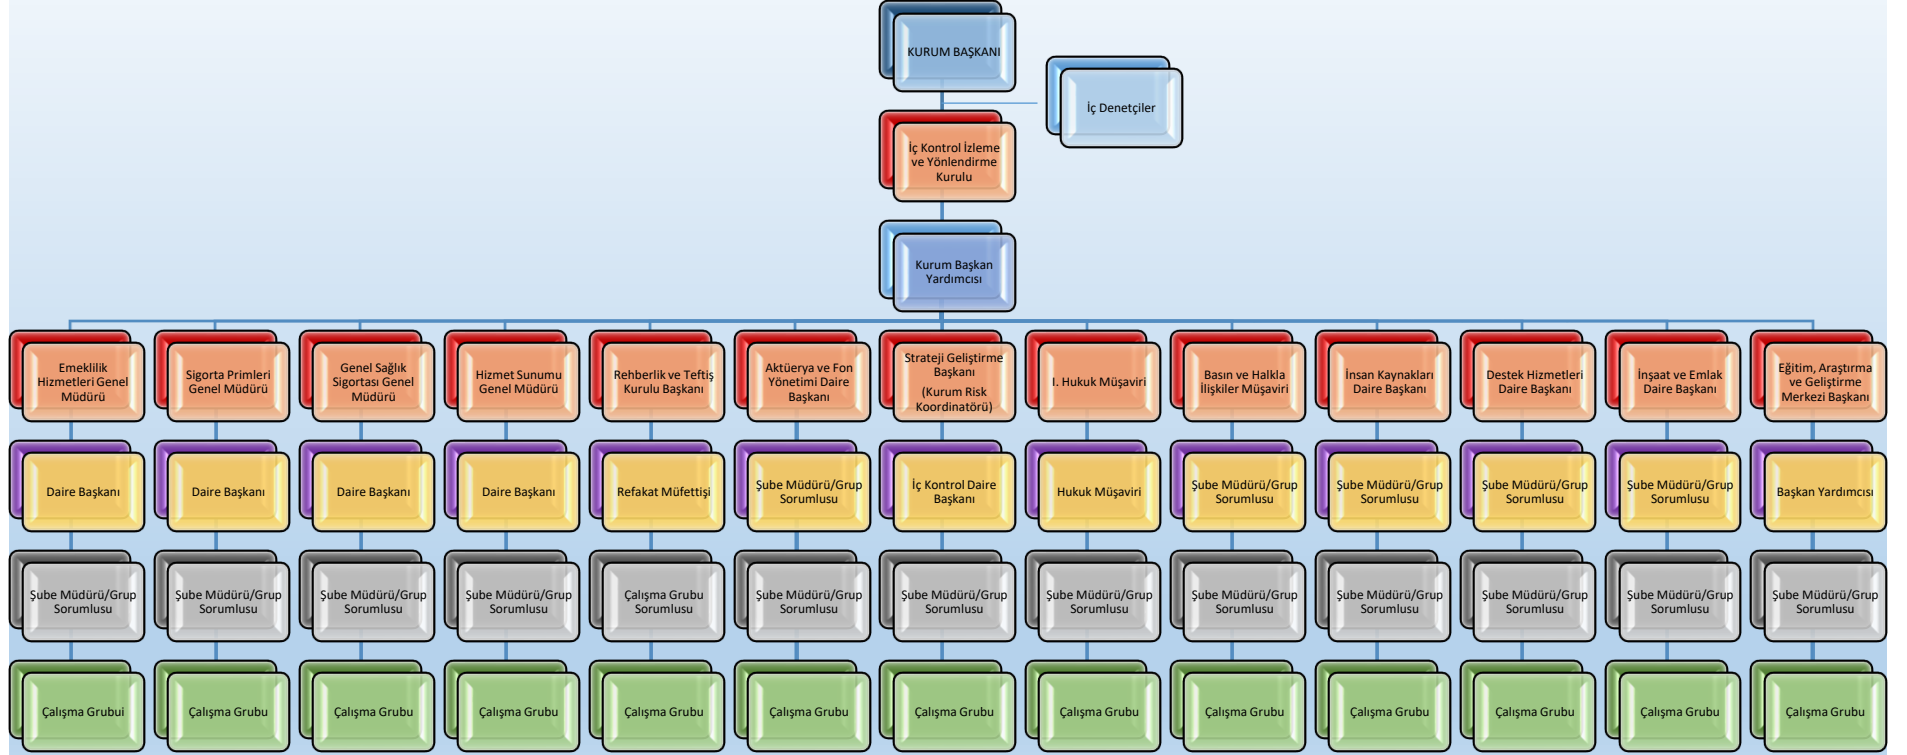 KURUM BAŞKANI
İç Denetçiler
İç Kontrol İzleme
ve Yönlendirme
Kurulu
Kurum Başkan
Yardımcısı
Emeklilik
Hizmetleri Genel
Müdürü
Sigorta Primleri
Genel Müdürü
Genel Sağlık
Sigortası Genel
Müdürü
Hizmet Sunumu
Genel Müdürü
Rehberlik ve Teftiş
Kurulu Başkanı
Aktüerya ve Fon
Yönetimi Daire
Başkanı
Strateji Geliştirme
Başkanı
(Kurum Risk
Koordinatörü)
I. Hukuk Müşaviri
Basın ve Halkla
İlişkiler Müşaviri
İnsan Kaynakları
Daire Başkanı
Destek Hizmetleri
Daire Başkanı
İnşaat ve Emlak
Daire Başkanı
Eğitim, Araştırma
ve Geliştirme
Merkezi Başkanı
Daire Başkanı
Daire Başkanı
Daire Başkanı
Daire Başkanı
Refakat Müfettişi
Şube Müdürü/Grup
Sorumlusu
İç Kontrol Daire
Başkanı
Hukuk Müşaviri
Şube Müdürü/Grup
Sorumlusu
Şube Müdürü/Grup
Sorumlusu
Şube Müdürü/Grup
Sorumlusu
Şube Müdürü/Grup
Sorumlusu
Başkan Yardımcısı
Şube Müdürü/Grup
Sorumlusu
Şube Müdürü/Grup
Sorumlusu
Şube Müdürü/Grup
Sorumlusu
Şube Müdürü/Grup
Sorumlusu
Çalışma Grubu
Sorumlusu
Şube Müdürü/Grup
Sorumlusu
Şube Müdürü/Grup
Sorumlusu
Şube Müdürü/Grup
Sorumlusu
Şube Müdürü/Grup
Sorumlusu
Şube Müdürü/Grup
Sorumlusu
Şube Müdürü/Grup
Sorumlusu
Şube Müdürü/Grup
Sorumlusu
Şube Müdürü/Grup
Sorumlusu
Çalışma Grubui
Çalışma Grubu
Çalışma Grubu
Çalışma Grubu
Çalışma Grubu
Çalışma Grubu
Çalışma Grubu
Çalışma Grubu
Çalışma Grubu
Çalışma Grubu
Çalışma Grubu
Çalışma Grubu
Çalışma Grubu